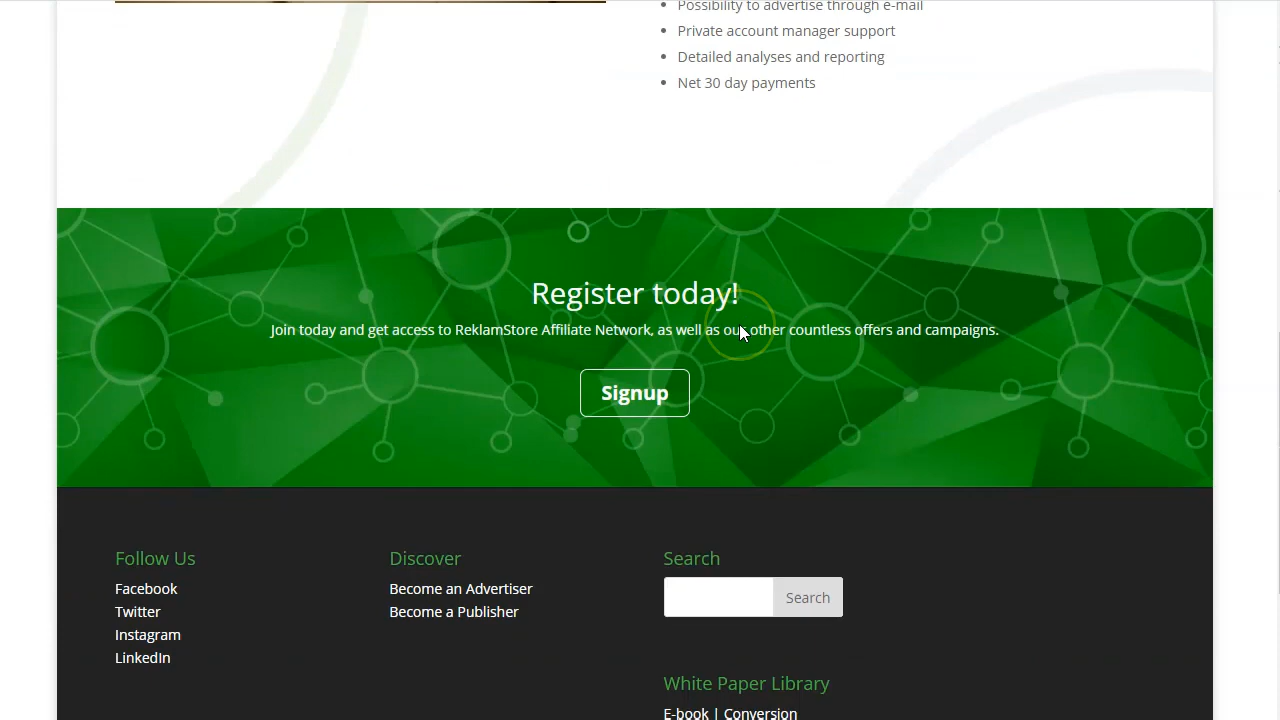 Possibility to advertise through e-mail
Private account manager support
Detailed analyses and reporting
Net 30 day payments
Register today!
Join today and get access to ReklamStore Affiliate Network, as well as our other countless offers and campaigns.
Signup
Follow Us
Facebook
Twitter
Instagram
LinkedIn
Discover
Become an Advertiser
Become a Publisher
Search
Search
White Paper Library
E-book | Conversion